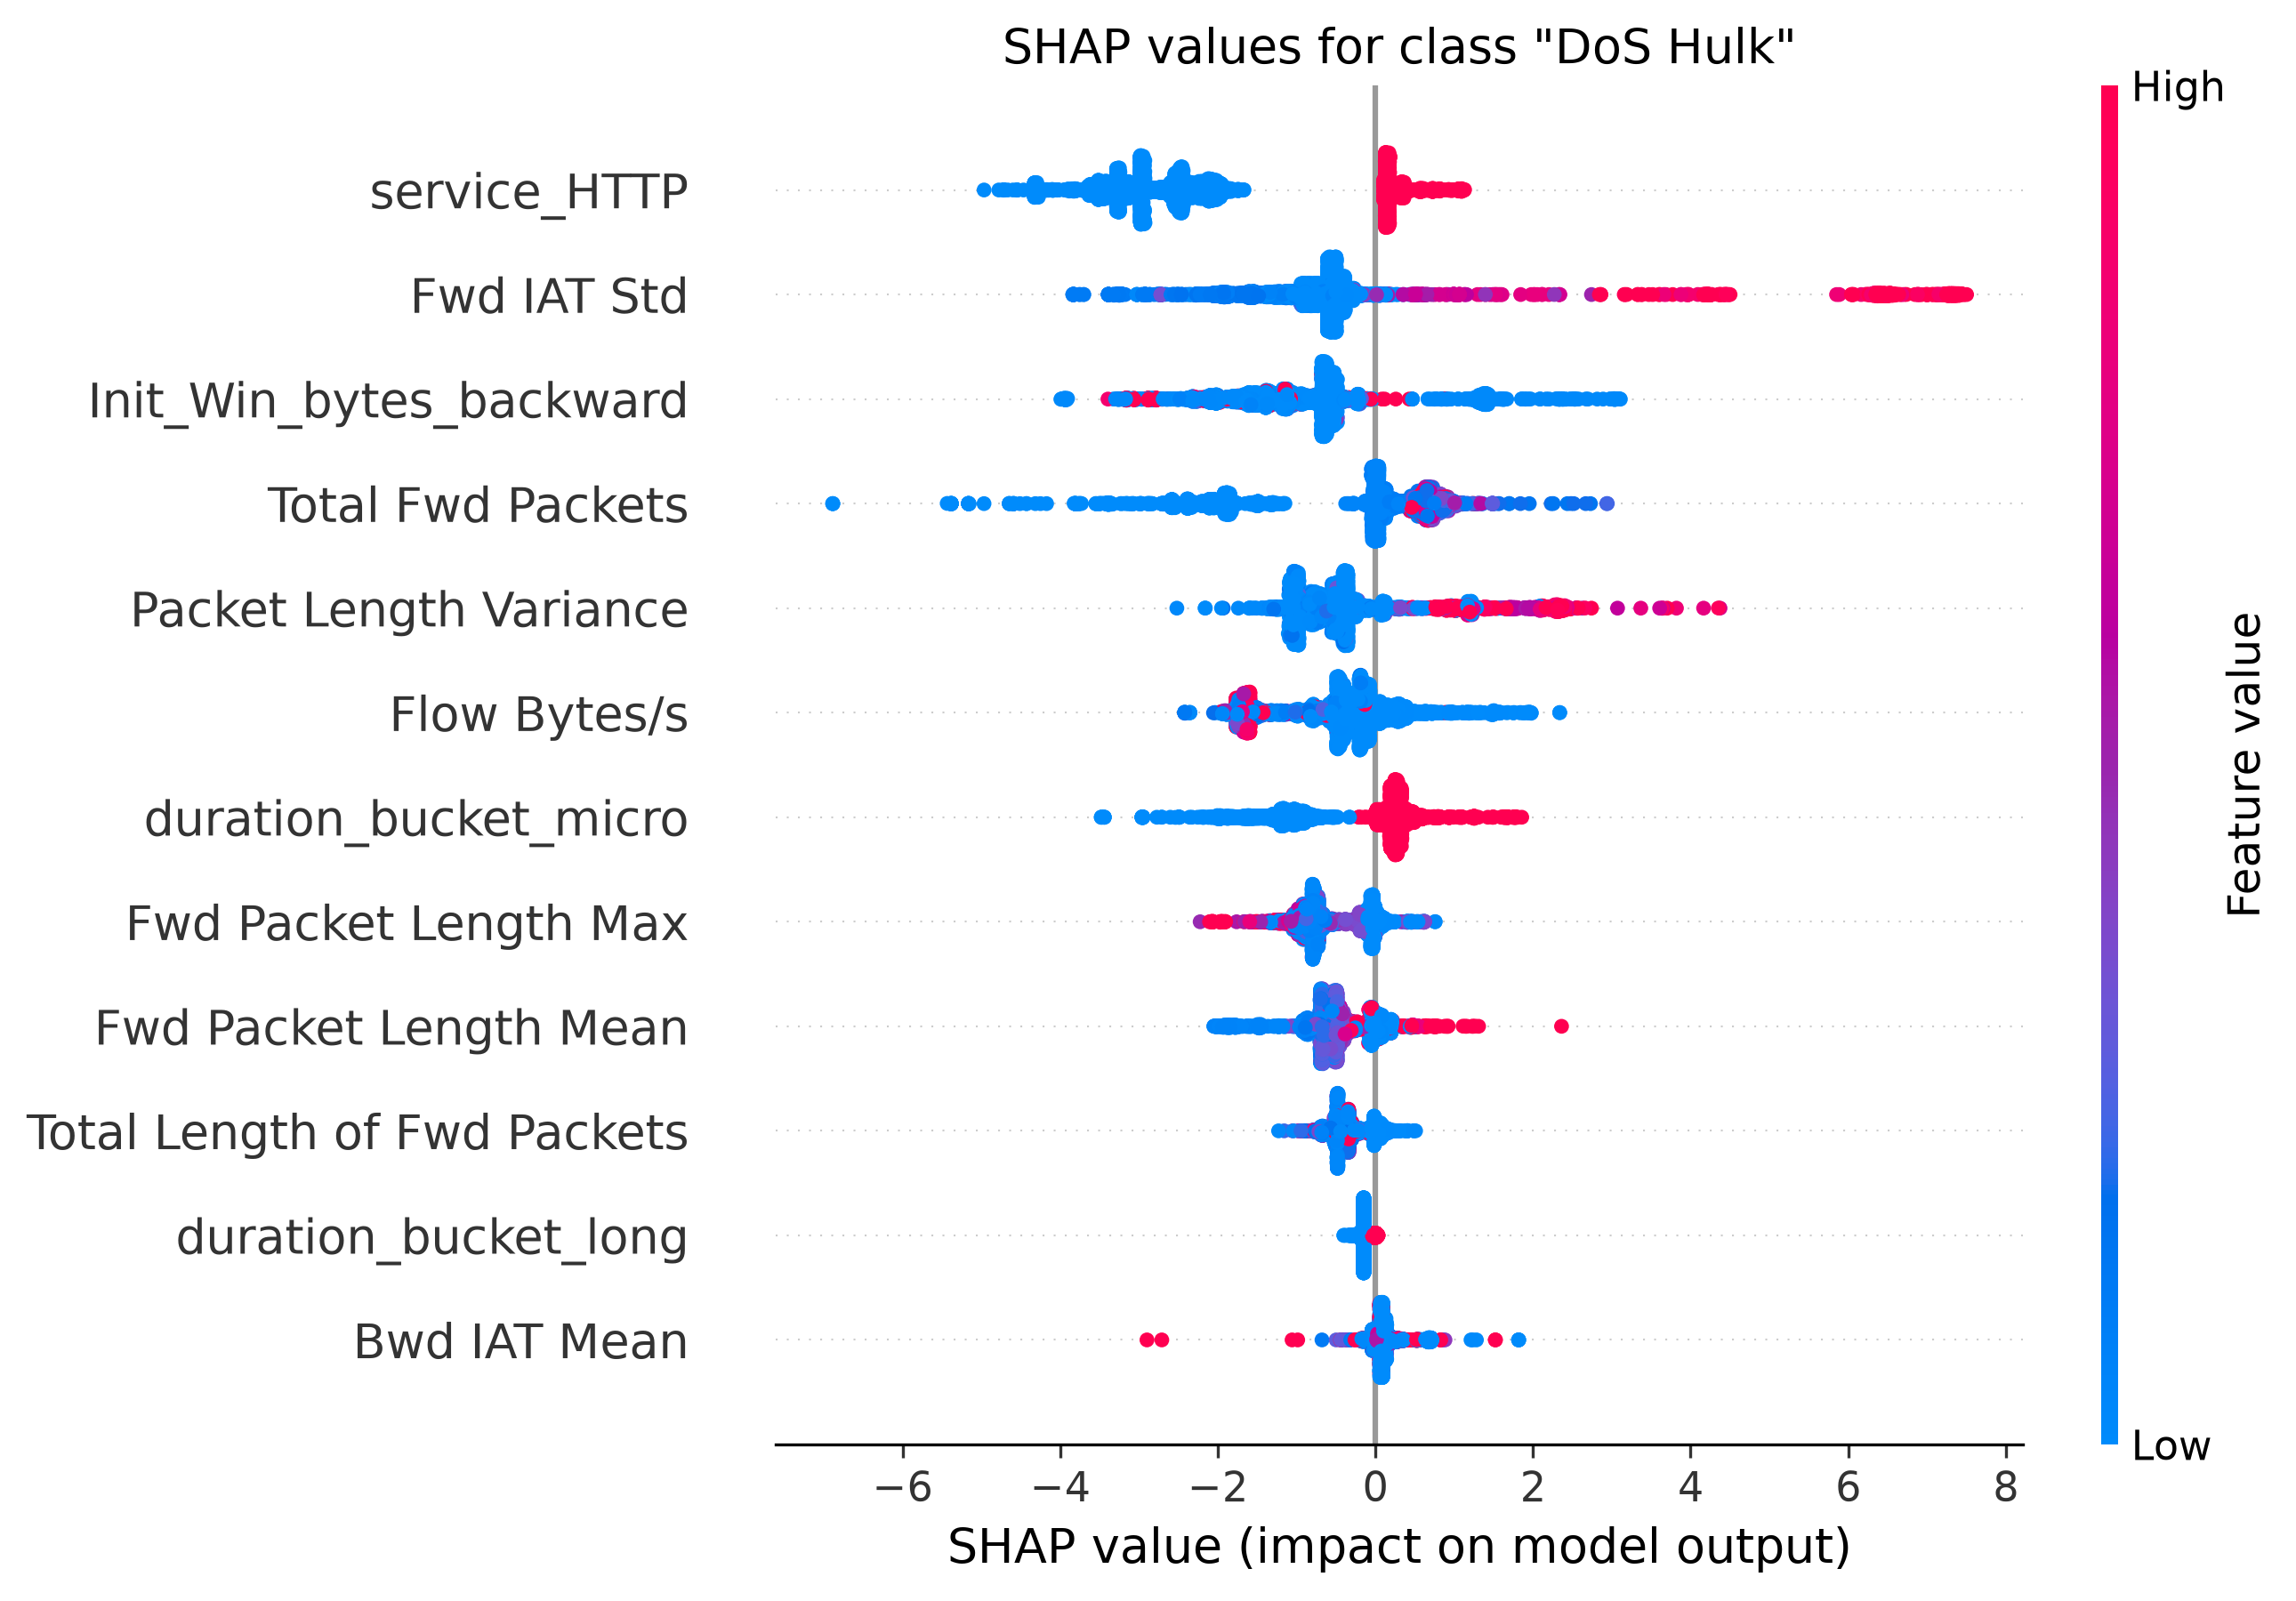 SHAP values for class "DoS Hulk"
High
service_HTTP
Fwd IAT Std
Init_Win_bytes_backward
Total Fwd Packets
Packet Length Variance
Flow Bytes/s
duration_bucket_micro
Fwd Packet Length Max
Fwd Packet Length Mean
Total Length of Fwd Packets
duration_bucket_long
Bwd IAT Mean
Feature value
Low
−6 −4 −2 0 2 4 6 8
SHAP value (impact on model output)